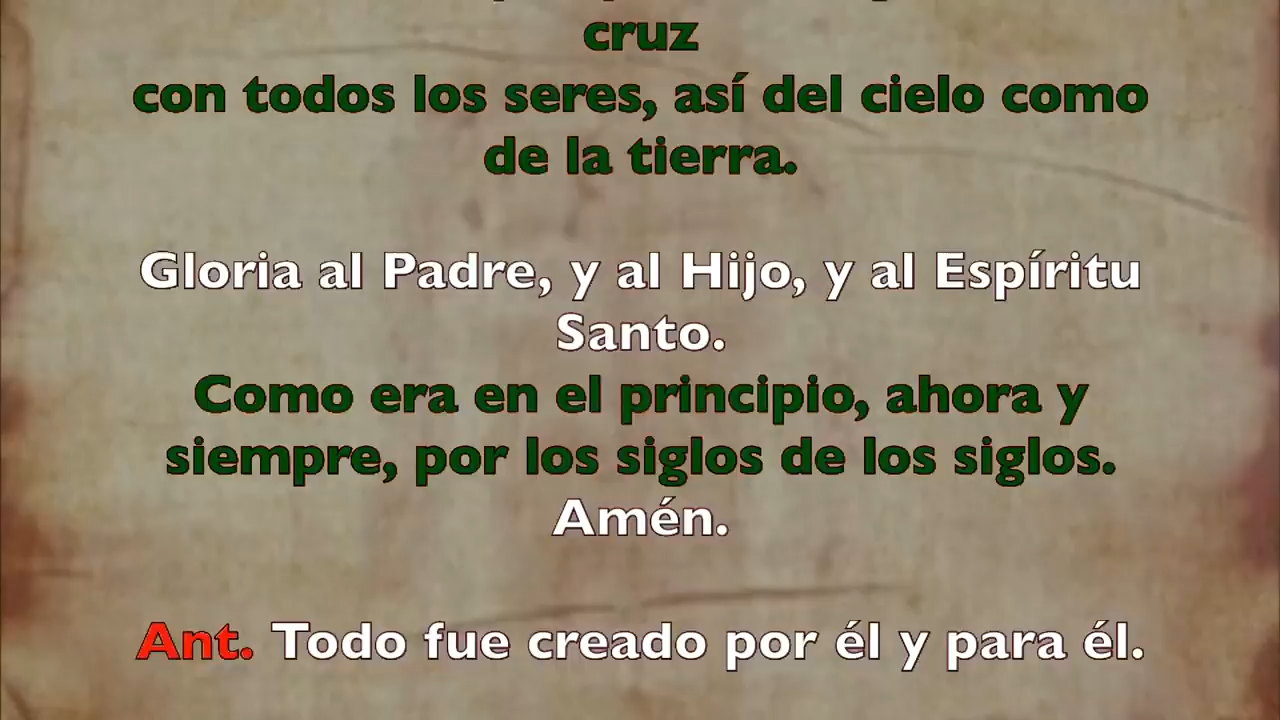 cruz
con todos los seres, así del cielo como
de la tierra.
Gloria al Padre, y al Hijo, y al Espíritu
Santo.
Como era en el principio, ahora y
siempre, por los siglos de los siglos.
Amén.
Ant. Todo fue creado por él y para él.